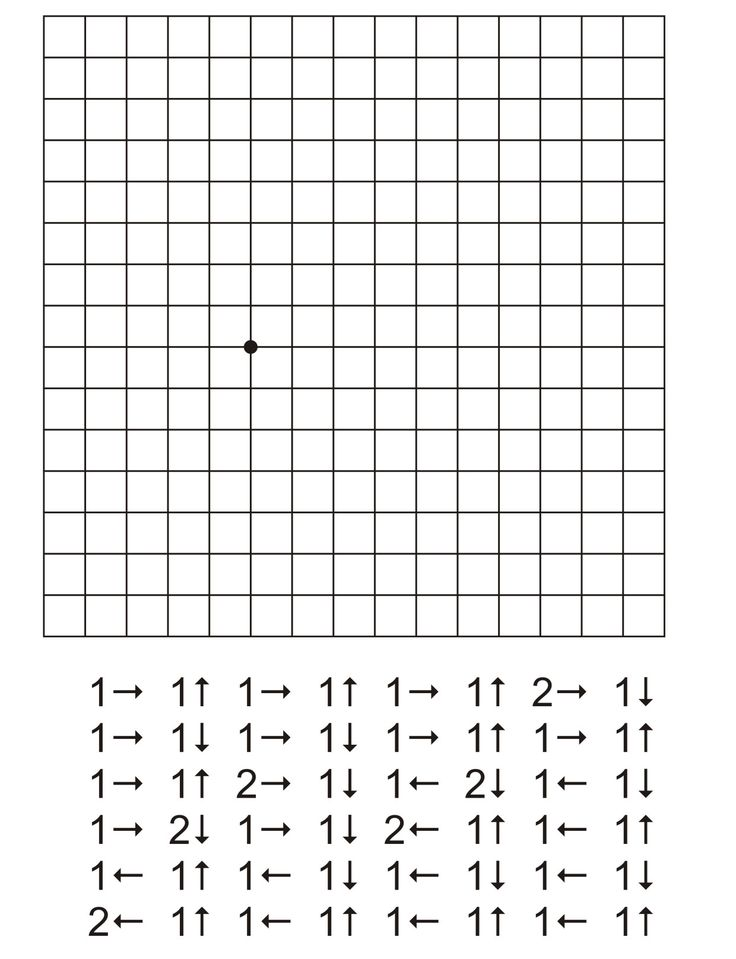 1→ 1↑ 1→ 1↑ 1→ 1↑ 2→ 1↓
1→ 1↓ 1→ 1↓ 1→ 1↑ 1→ 1↑
1→ 1↑ 2→ 1↓ 1← 2↓ 1← 1↓
1→ 2↓ 1→ 1↓ 2← 1↑ 1← 1↑
1← 1↑ 1← 1↓ 1← 1↓ 1← 1↓
2← 1↑ 1← 1↑ 1← 1↑ 1← 1↑